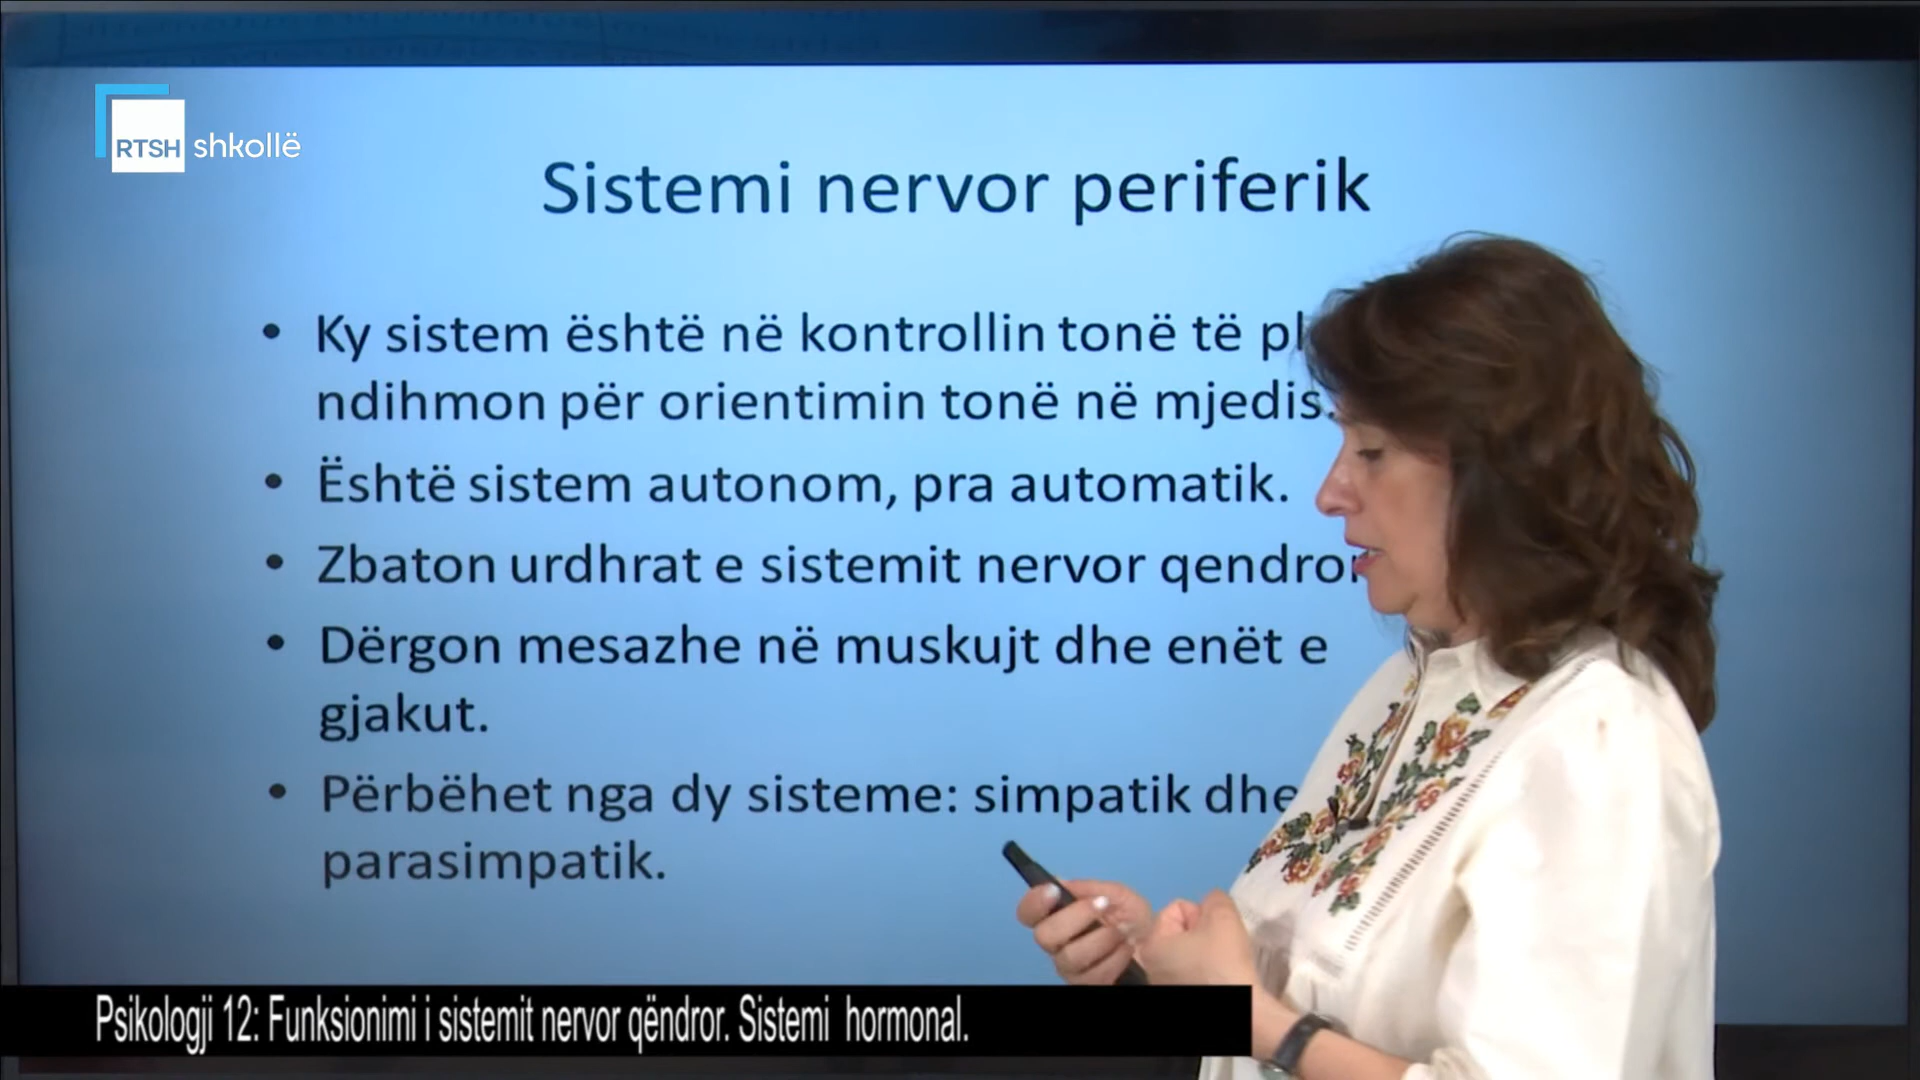 RTSH shkollë
Sistemi nervor periferik
• Ky sistem është në kontrollin tonë të
ndihmon për orientimin tonë në mjedis.
• Është sistem autonom, pra automatik.
• Zbaton urdhrat e sistemit nervor
• Dërgon mesazhe në muskujt dhe enët e
gjakut.
• Përbëhet nga dy sisteme: simpatik dhe
parasimpatik.
Psikologji 12: Funksionimi i sistemit nervor qëndror. Sistemi hormonal.